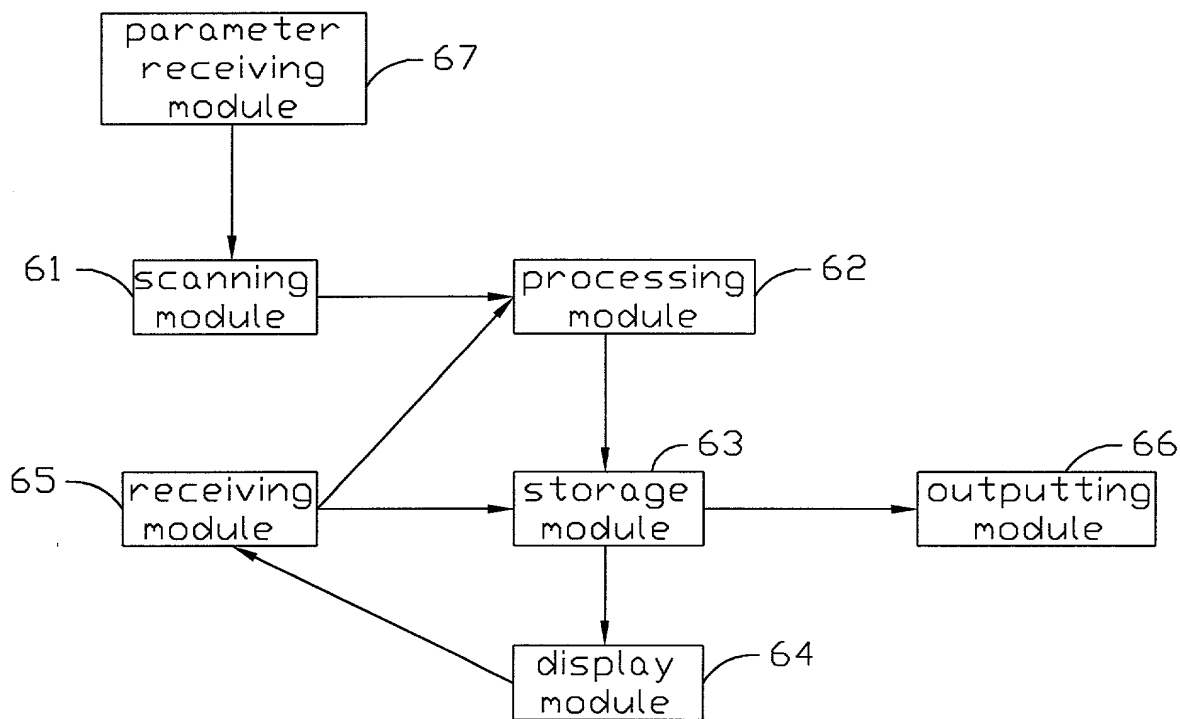 parameter
receiving
module
67
61
scanning
module
processing
module
62
63
66
65
receiving
module
storage
module
outputting
module
display
module
64